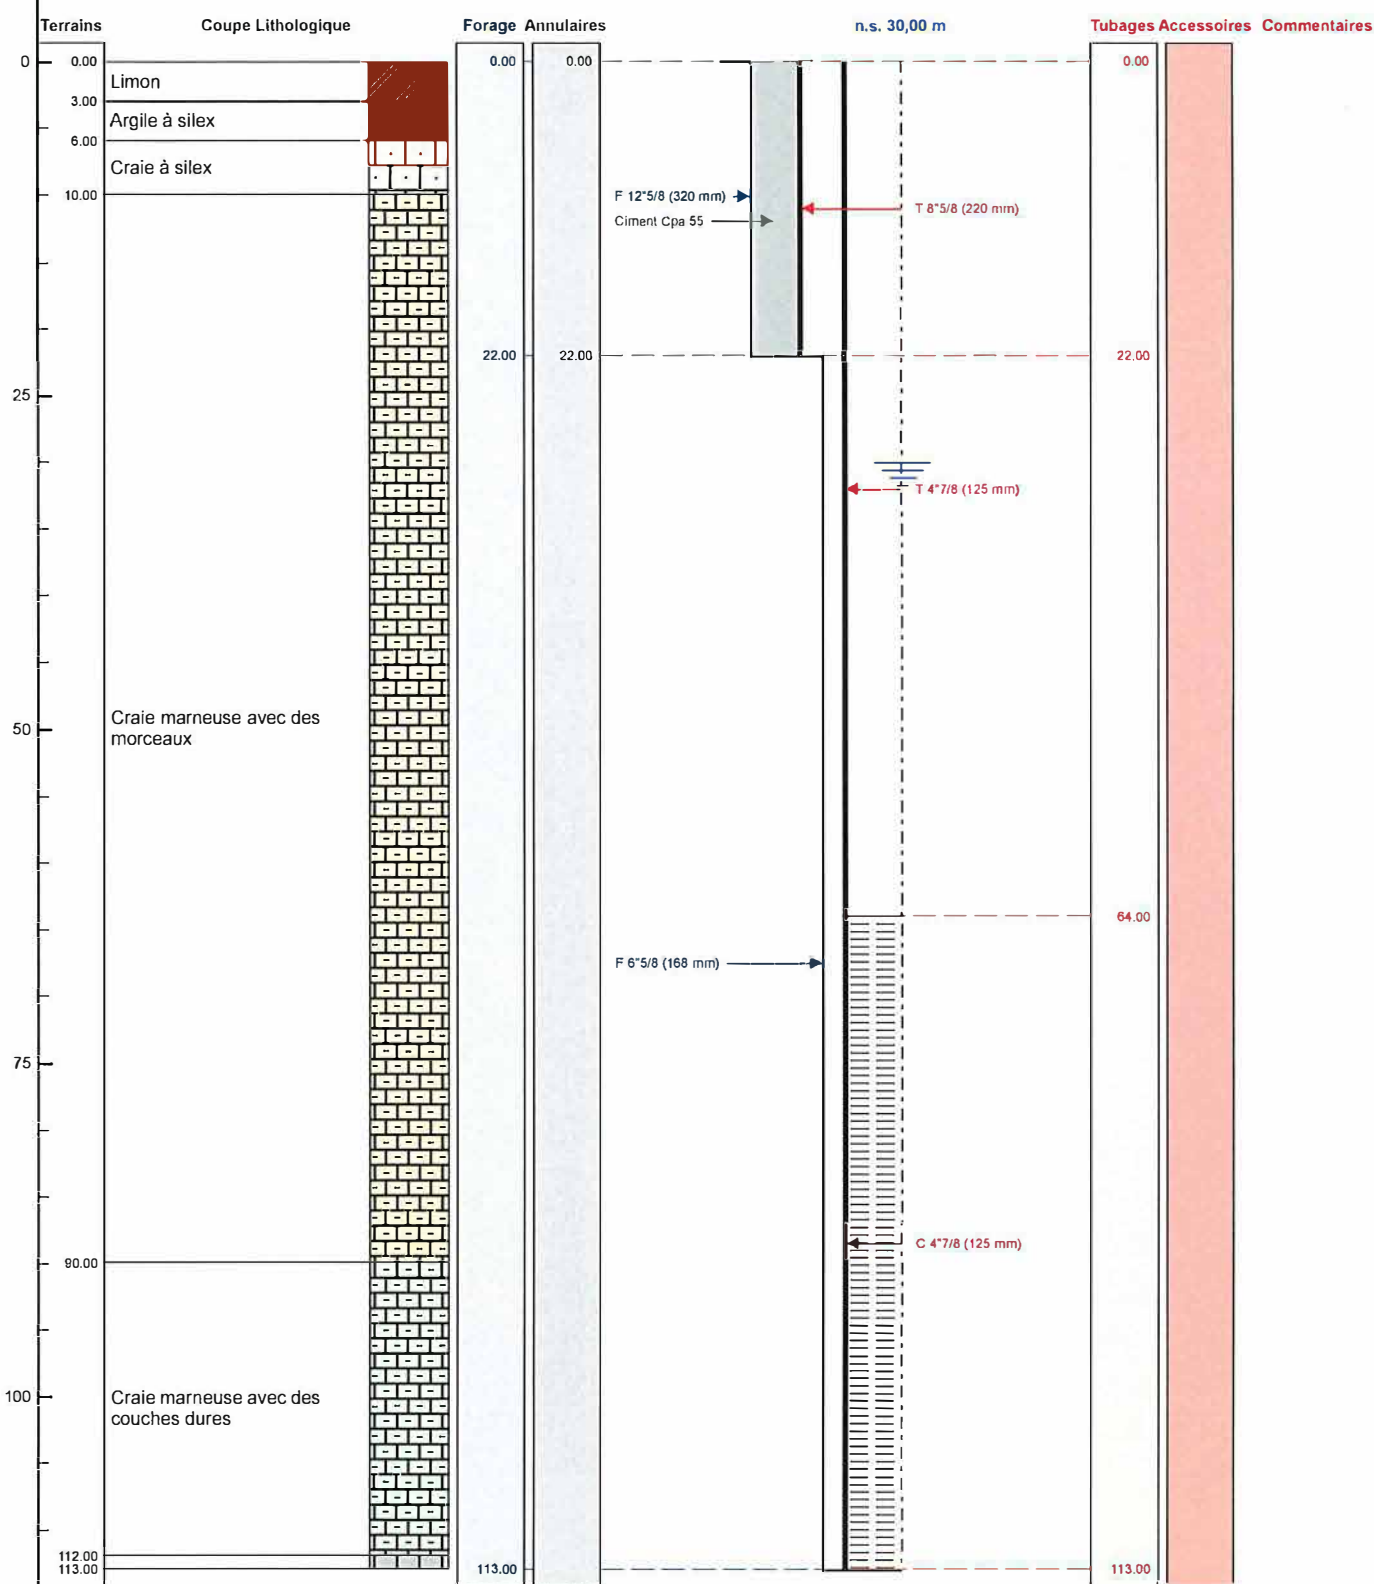 Terrains Coupe Lithologique Forage Annulaires n.s. 30,00 m Tubages Accessoires Commentaires
0 0.00 0.00 0.00 0.00
Limon
3.00
Argile à silex
6.00
Craie à silex
10.00
F 12"5/8 (320 mm)
T 8"5/8 (220 mm)
Ciment Cpa 55
22.00 22.00 22.00
25
T 4"7/8 (125 mm)
Craie marneuse avec des
50
morceaux
64.00
F 6"5/8 (168 mm)
75
C 4"7/8 (125 mm)
90.00
100
Craie marneuse avec des
couches dures
112.00
113.00 113.00 113.00